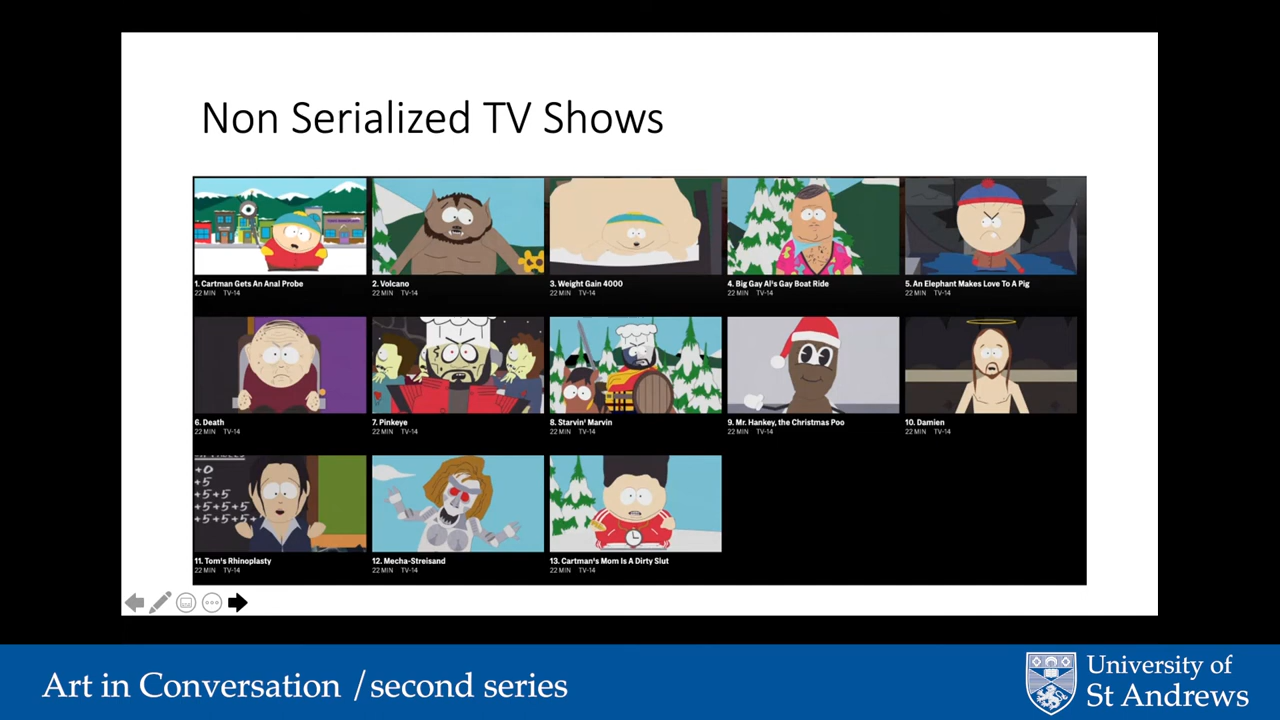 Non Serialized TV Shows
1. Cartman Gets An Anal Probe
22 MIN TV-14
2. Volcano
22 MIN TV-14
3. Weight Gain 4000
22 MIN TV-14
4. Big Gay Al's Gay Boat Ride
22 MIN TV-14
5. An Elephant Makes Love To A Pig
22 MIN TV-14
6. Death
22 MIN TV-14
7. Pinkeye
22 MIN TV-14
8. Starvin' Marvin
22 MIN TV-14
9. Mr. Hankey, the Christmas Poo
22 MIN TV-14
10. Damien
22 MIN TV-14
+0
+5
+5+5
+5+5+5
+5+5+5+
11. Tom's Rhinoplasty
22 MIN TV-14
12. Mecha-Streisand
22 MIN TV-14
13. Cartman's Mom Is A Dirty Slut
22 MIN TV-14
Art in Conversation / second series
University of
St Andrews